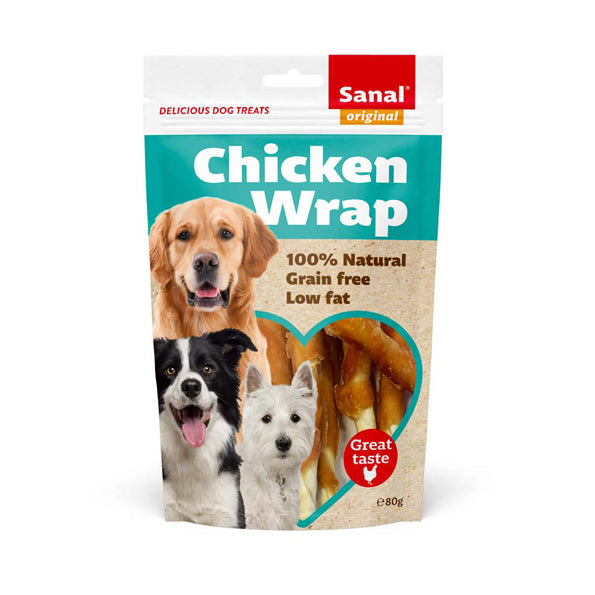 DELICIOUS DOG TREATS
Sanal®
original
Chicken
Wrap
100% Natural
Grain free
Low fat
Great
taste
℮80g